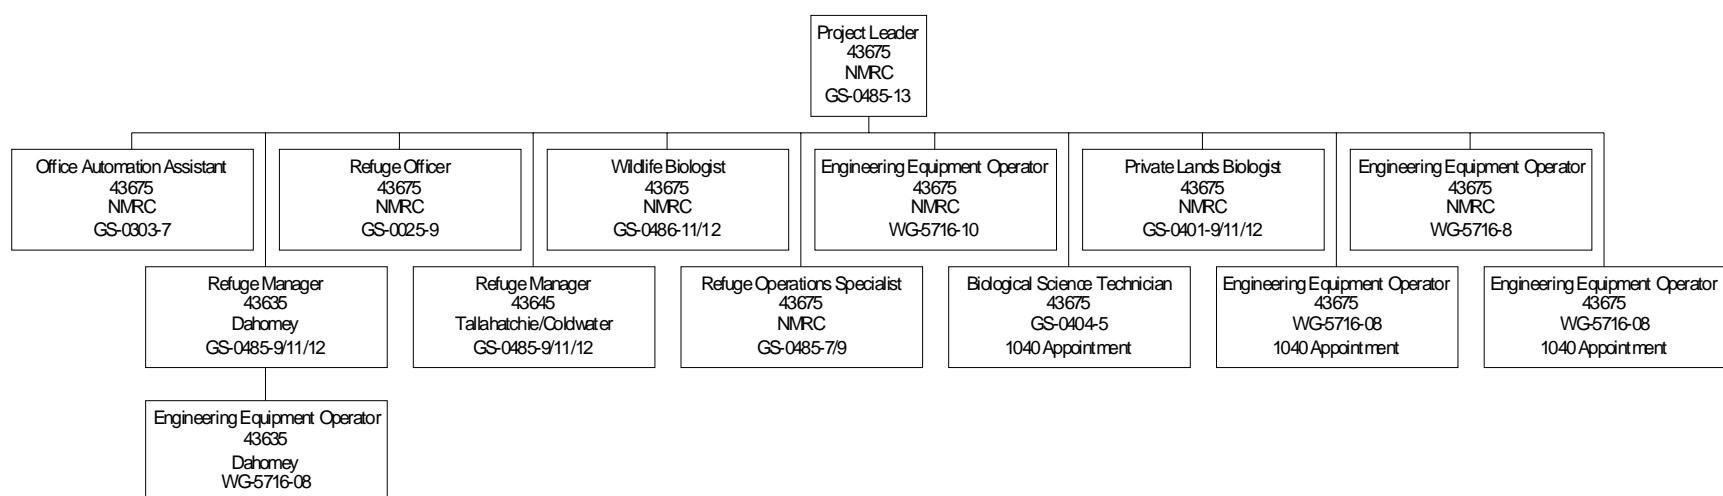 Project Leader
43675
NMRC
GS-0485-13
Office Automation Assistant
43675
NMRC
GS-0303-7
Refuge Officer
43675
NMRC
GS-0025-9
Wildlife Biologist
43675
NMRC
GS-0486-11/12
Engineering Equipment Operator
43675
NMRC
WG-5716-10
Private Lands Biologist
43675
NMRC
GS-0401-9/11/12
Engineering Equipment Operator
43675
NMRC
WG-5716-8
Refuge Manager
43635
Dahomey
GS-0485-9/11/12
Refuge Manager
43645
Tallahatchie/Coldwater
GS-0485-9/11/12
Refuge Operations Specialist
43675
NMRC
GS-0485-7/9
Biological Science Technician
43675
GS-0404-5
1040 Appointment
Engineering Equipment Operator
43675
WG-5716-08
1040 Appointment
Engineering Equipment Operator
43675
WG-5716-08
1040 Appointment
Engineering Equipment Operator
43635
Dahomey
WG-5716-08